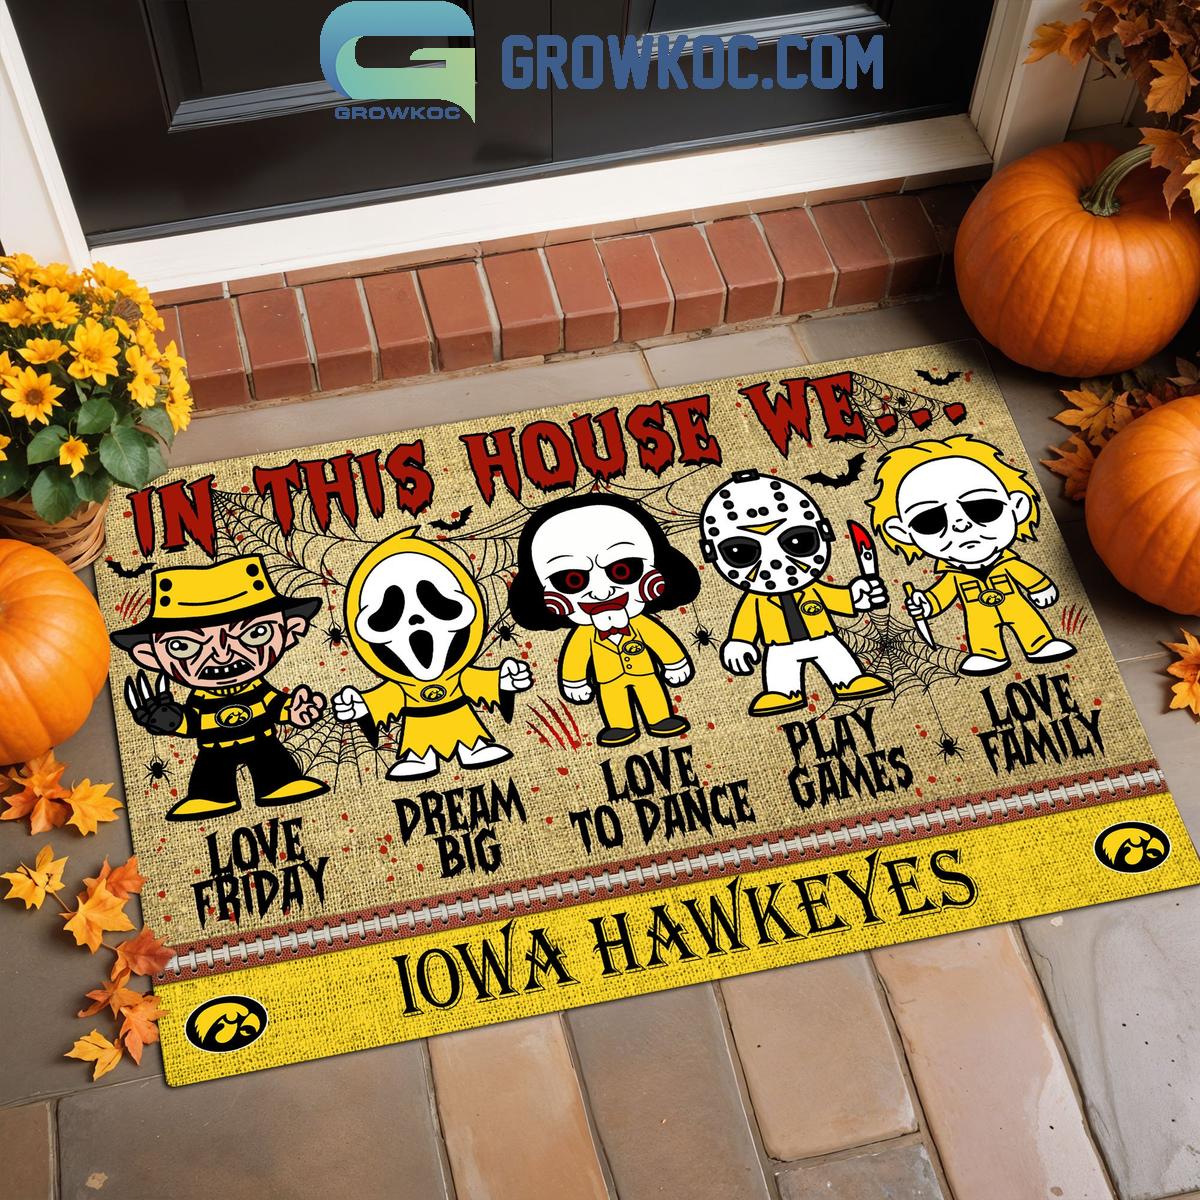 GROWKOC
GROWKOC.COM
IN THIS HOUSE WE...
LOVE
FRIDAY
DREAM
BIG
LOVE
TO DANCE
PLAY
GAMES
LOVE
FAMILY
IOWA HAWKEYES